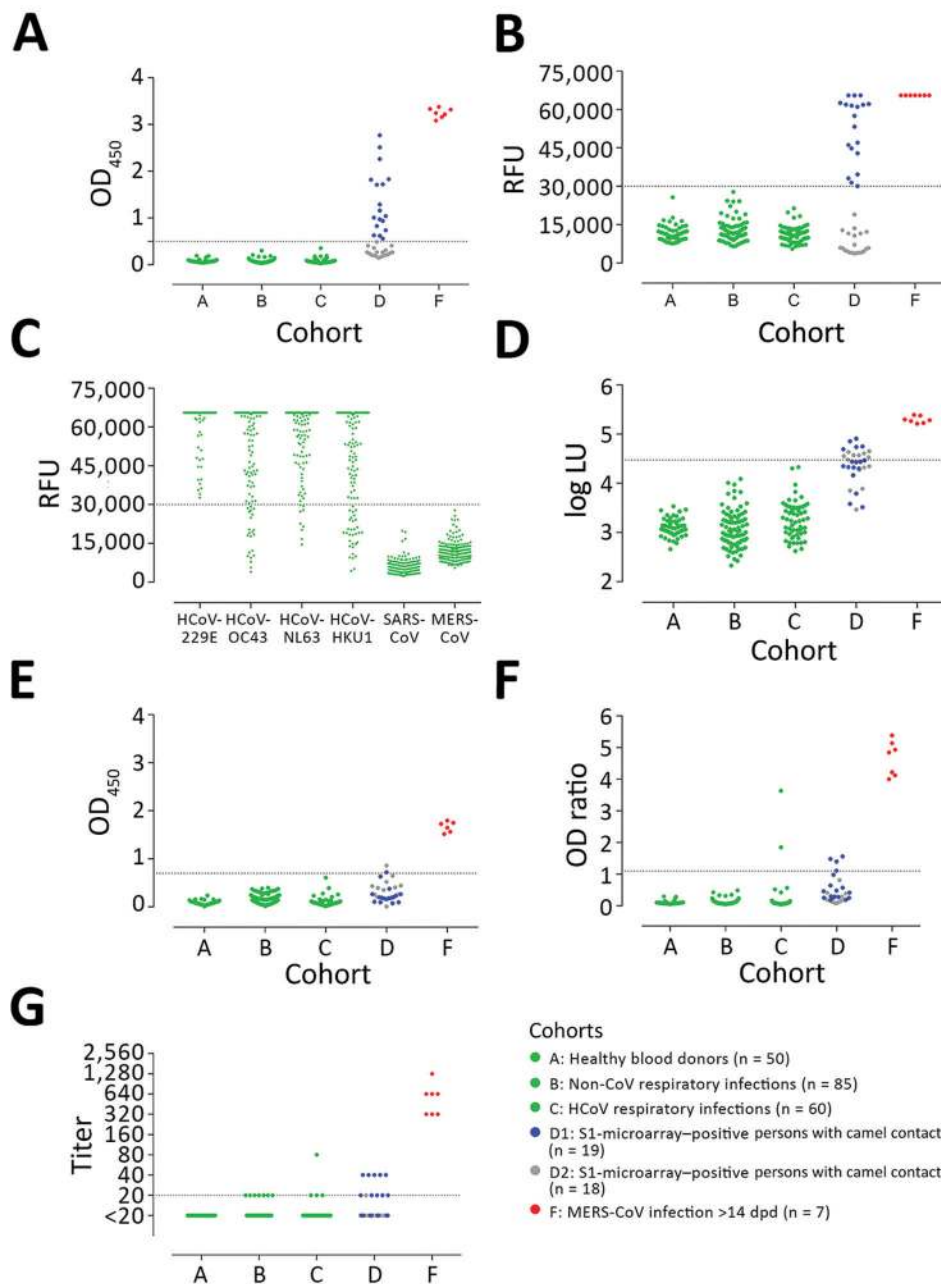 A
OD450
4
3
2
1
0
A B C D F
Cohort
B
RFU
75,000
60,000
45,000
30,000
15,000
0
A B C D F
Cohort
C
RFU
75,000
60,000
45,000
30,000
15,000
0
HCoV-229E
HCoV-OC43
HCoV-NL63
HCoV-HKU1
SARS-CoV
MERS-CoV
D
log LU
6
5
4
3
2
A B C D F
Cohort
E
OD450
4
3
2
1
0
A B C D F
Cohort
F
OD ratio
6
5
4
3
2
1
0
A B C D F
Cohort
G
Titer
2,560
1,280
640
320
160
80
40
20
<20
A B C D F
Cohorts
A: Healthy blood donors (n = 50)
B: Non-CoV respiratory infections (n = 85)
C: HCoV respiratory infections (n = 60)
D1: S1-microarray–positive persons with camel contact
(n = 19)
D2: S1-microarray–positive persons with camel contact
(n = 18)
F: MERS-CoV infection >14 dpd (n = 7)